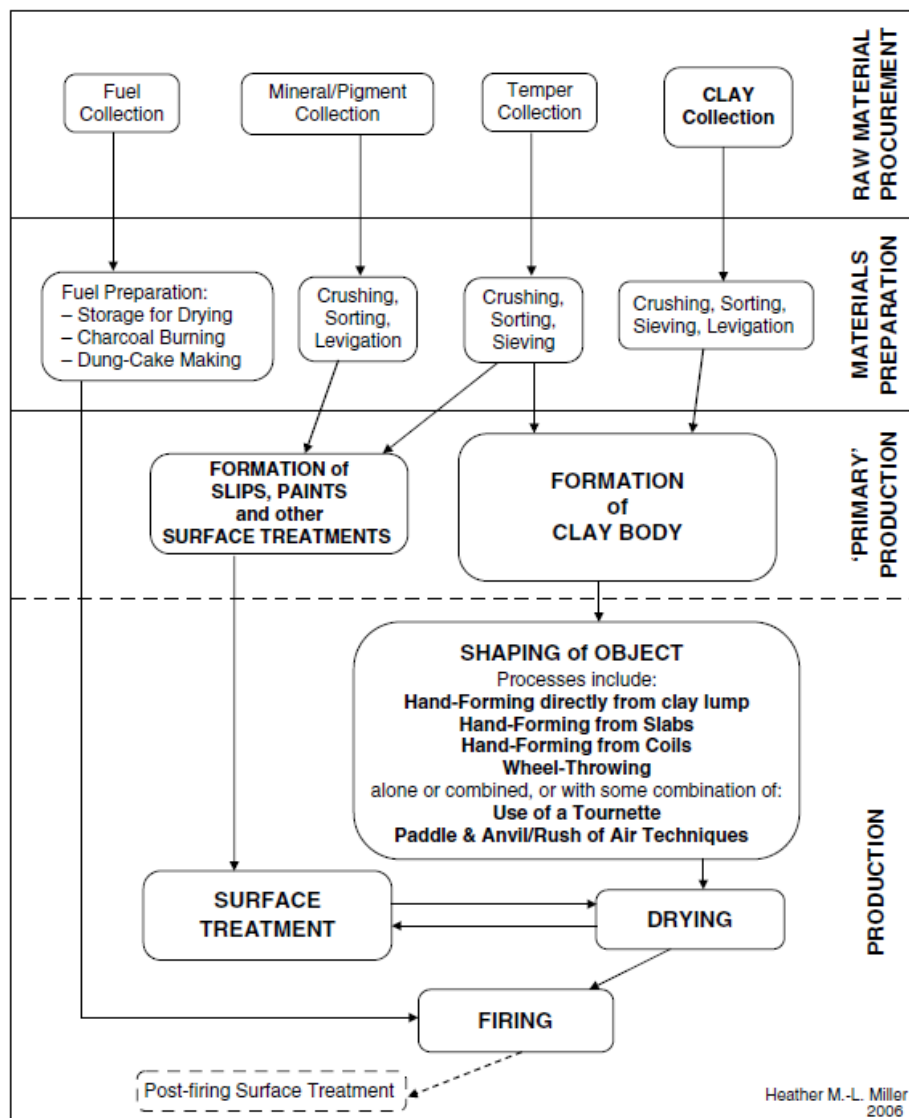 Fuel
Collection
Mineral/Pigment
Collection
Temper
Collection
CLAY
Collection
RAW MATERIAL
PROCUREMENT
Fuel Preparation:
– Storage for Drying
– Charcoal Burning
– Dung-Cake Making
Crushing,
Sorting,
Levigation
Crushing,
Sorting,
Sieving
Crushing, Sorting,
Sieving, Levigation
MATERIALS
PREPARATION
FORMATION of
SLIPS, PAINTS
and other
SURFACE TREATMENTS
FORMATION
of
CLAY BODY
‘PRIMARY’
PRODUCTION
SHAPING of OBJECT
Processes include:
Hand-Forming directly from clay lump
Hand-Forming from Slabs
Hand-Forming from Coils
Wheel-Throwing
alone or combined, or with some combination of:
Use of a Tournette
Paddle & Anvil/Rush of Air Techniques
SURFACE
TREATMENT
DRYING
PRODUCTION
FIRING
Post-firing Surface Treatment
Heather M.-L. Miller
2006